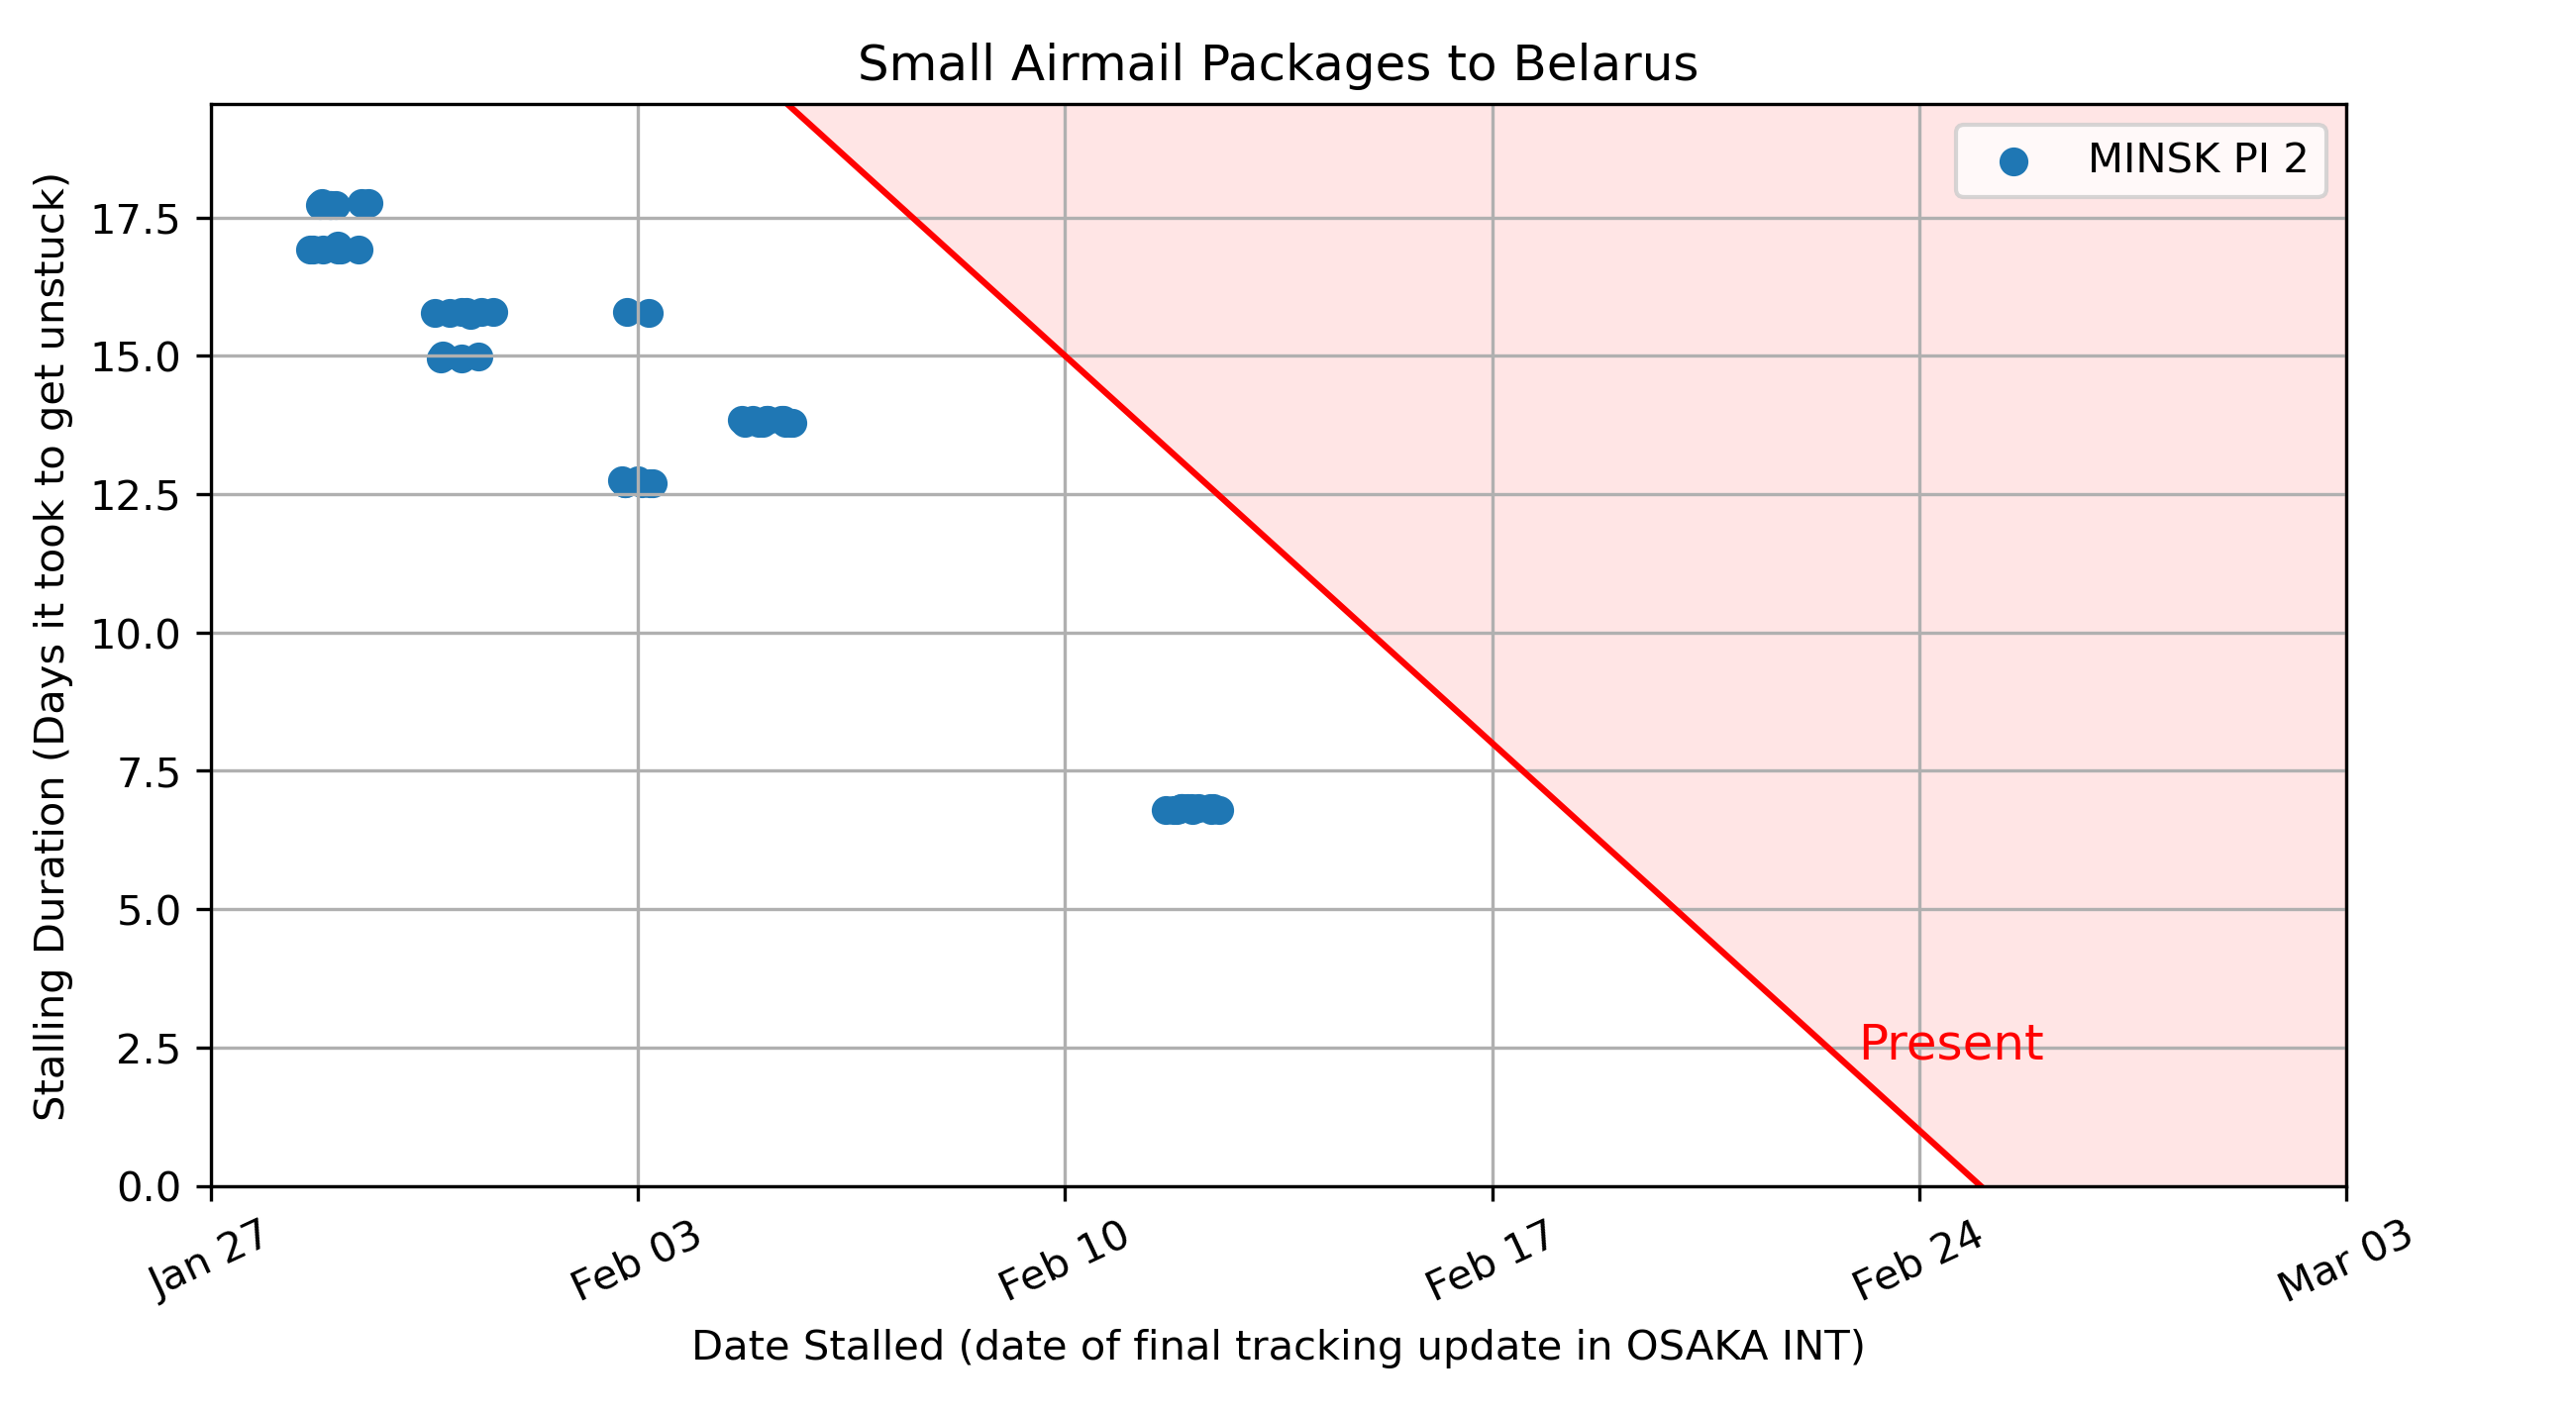 Small Airmail Packages to Belarus
MINSK PI 2
Stalling Duration (Days it took to get unstuck)
17.5
15.0
12.5
10.0
7.5
5.0
2.5
0.0
Present
Jan 27
Feb 03
Feb 10
Feb 17
Feb 24
Mar 03
Date Stalled (date of final tracking update in OSAKA INT)